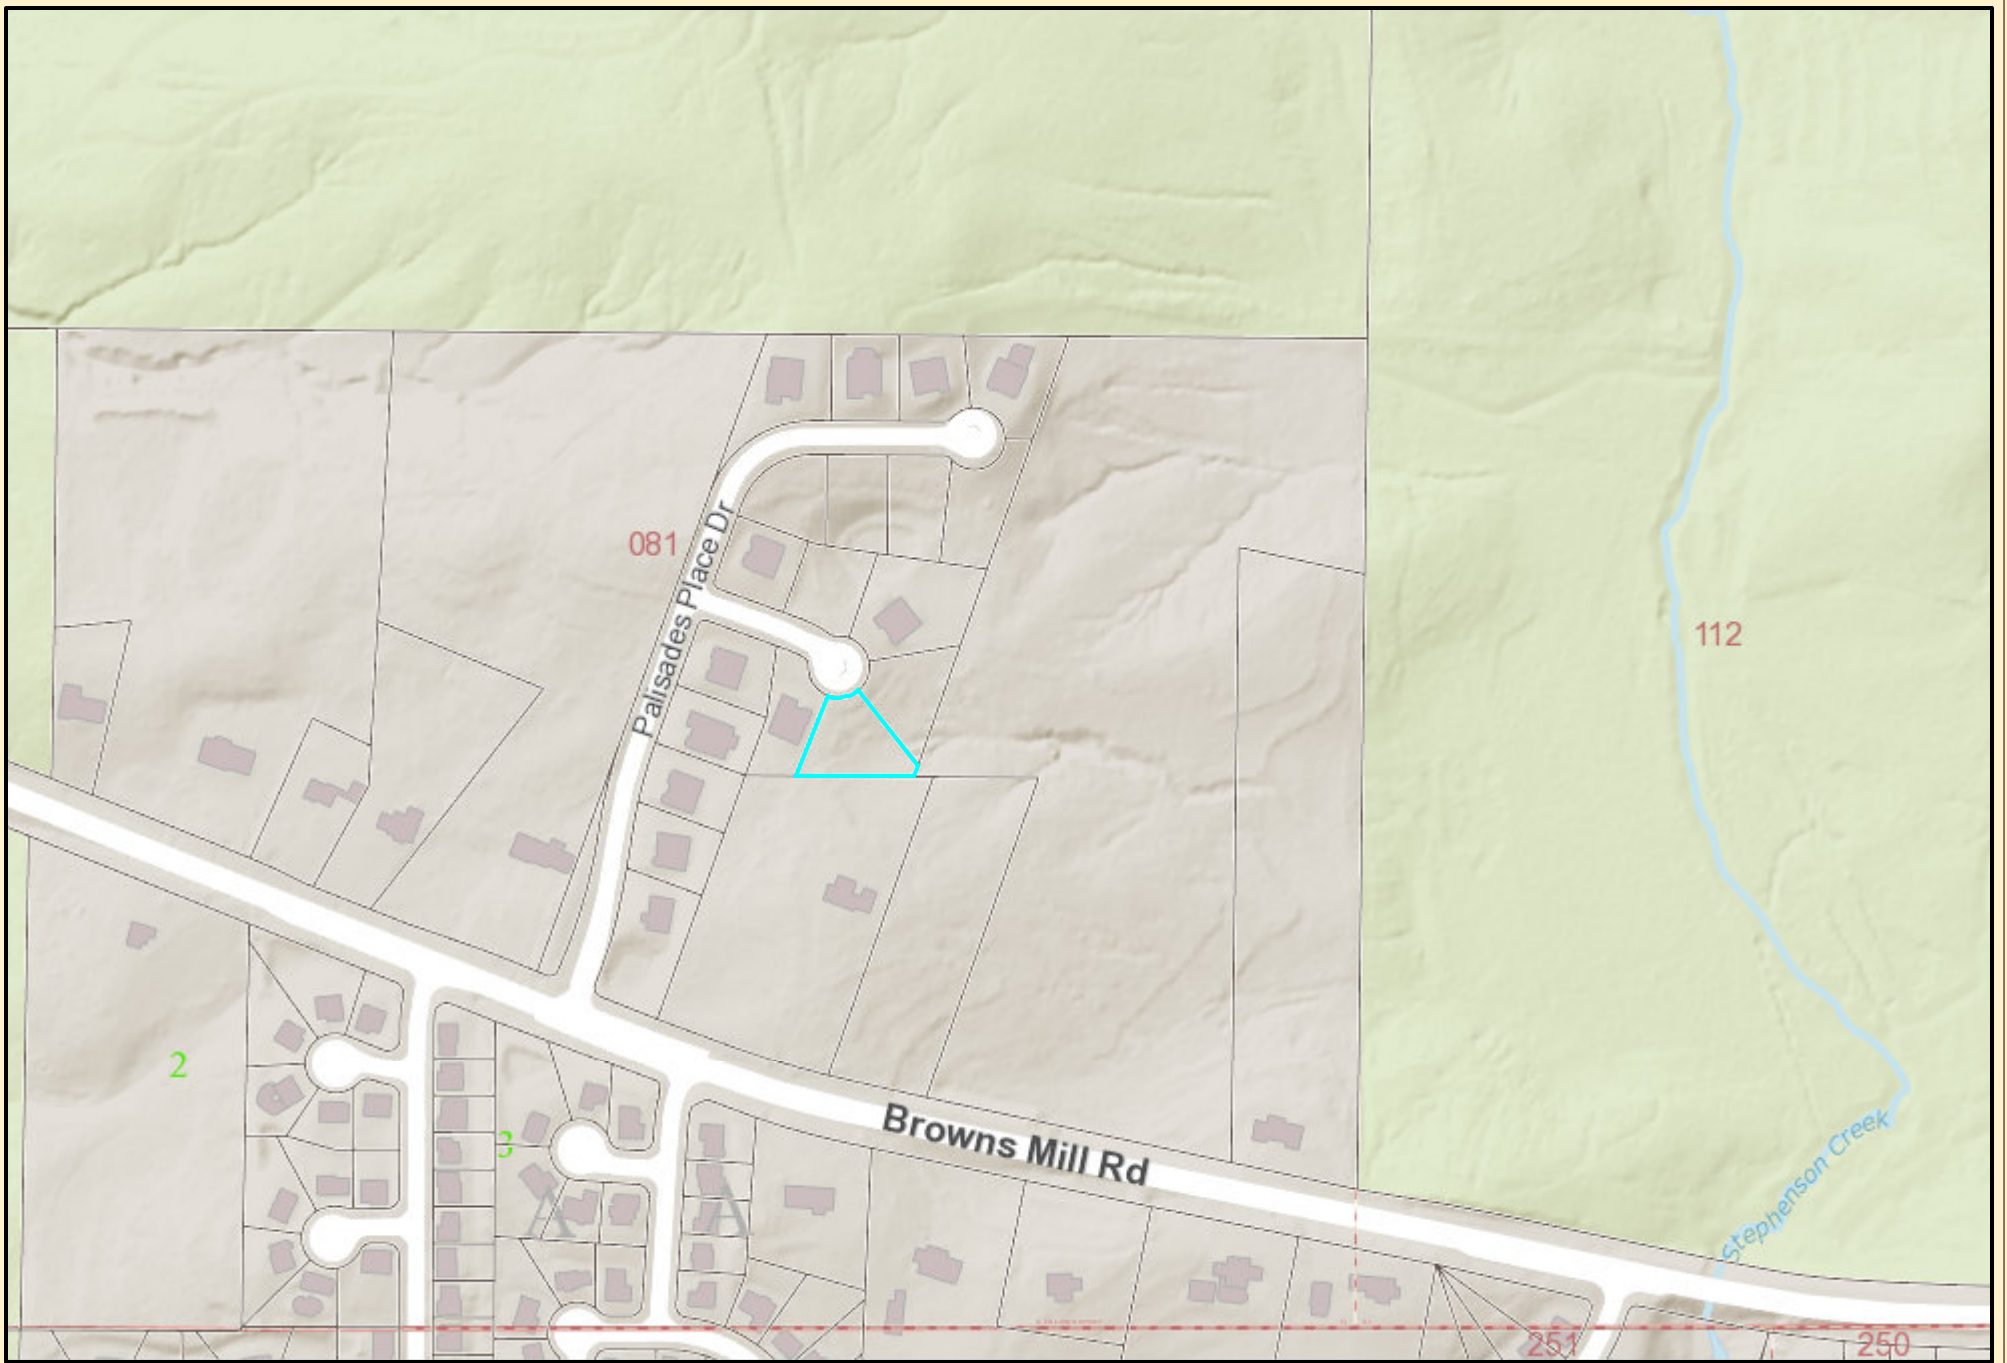 081
Palisades Place Dr
112
2
3
A
A
Browns Mill Rd
Stephenson Creek
251
250